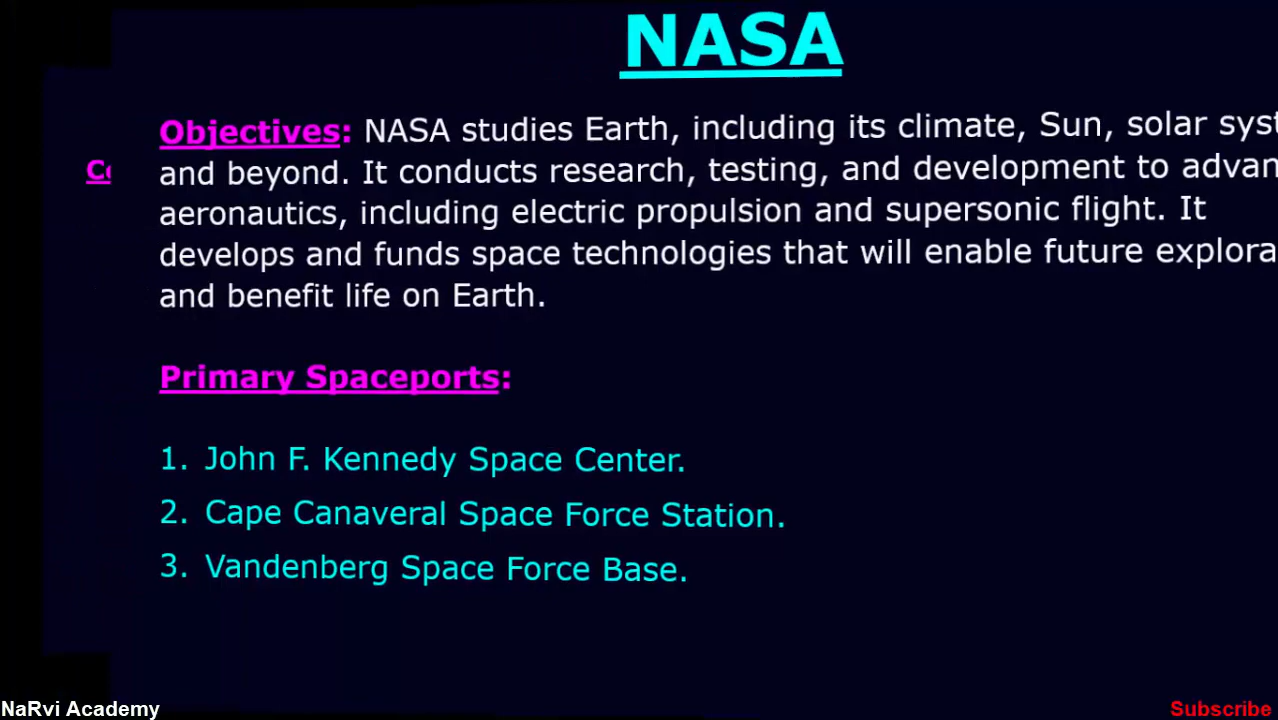 NASA
Objectives: NASA studies Earth, including its climate, Sun, solar
and beyond. It conducts research, testing, and development to
aeronautics, including electric propulsion and supersonic flight. It
develops and funds space technologies that will enable future
and benefit life on Earth.
Primary Spaceports:
1. John F. Kennedy Space Center.
2. Cape Canaveral Space Force Station.
3. Vandenberg Space Force Base.
NaRvi Academy
Subscribe